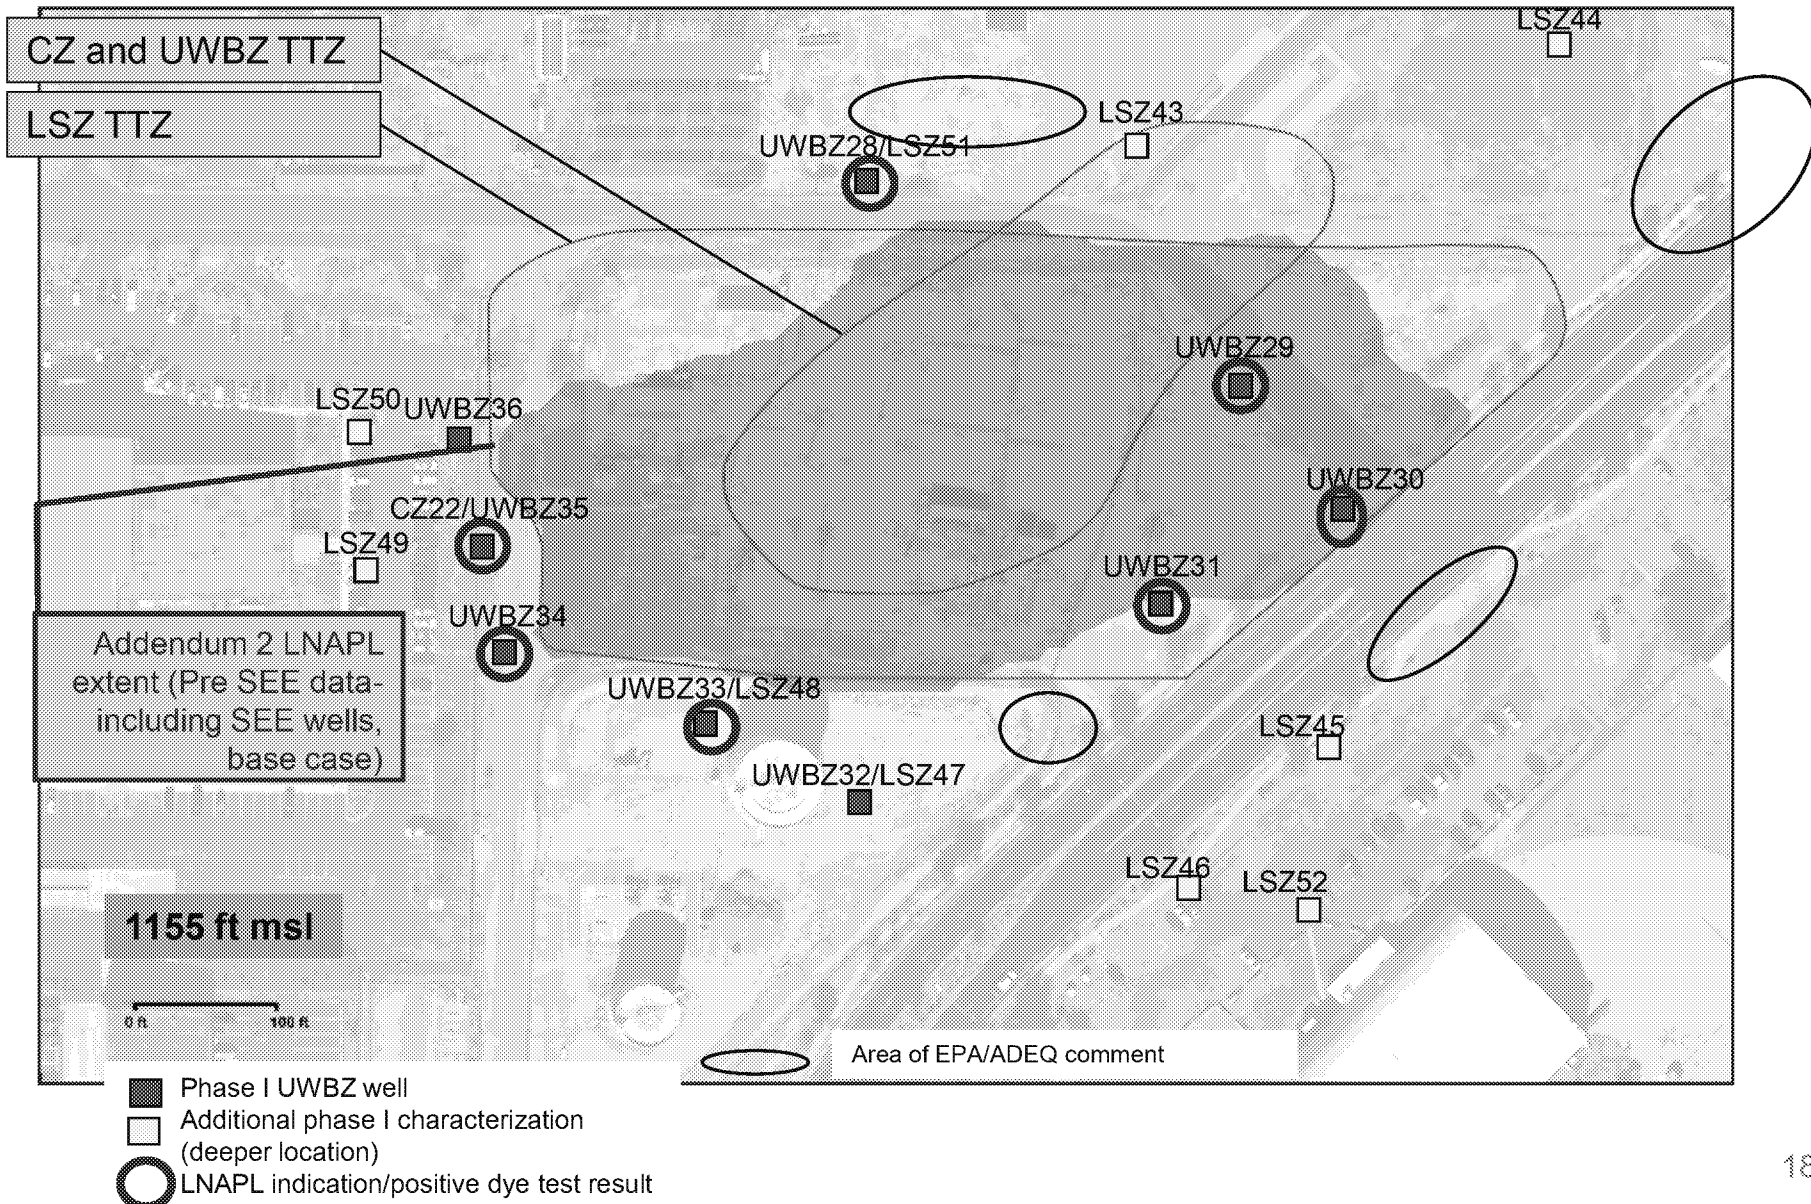 CZ and UWBZ TTZ
LSZ TTZ
LSZ44
LSZ43
UWBZ28/LSZ51
UWBZ29
LSZ50
UWBZ36
UWBZ30
CZ22/UWBZ35
LSZ49
UWBZ31
UWBZ34
Addendum 2 LNAPL
extent (Pre SEE data-
including SEE wells,
base case)
UWBZ33/LSZ48
LSZ45
UWBZ32/LSZ47
LSZ46
LSZ52
1155 ft msl
0 ft
100 ft
Area of EPA/ADEQ comment
Phase I UWBZ well
Additional phase I characterization
(deeper location)
LNAPL indication/positive dye test result
18